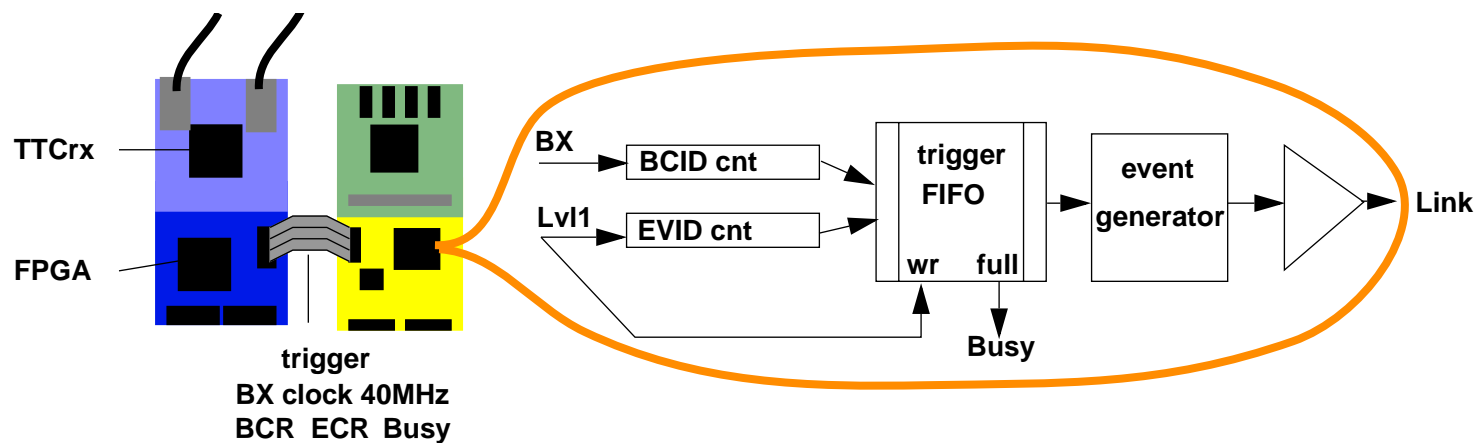 TTCrx
FPGA
trigger
BX clock 40MHz
BCR ECR Busy
BX
BCID cnt
Lvl1
EVID cnt
trigger
FIFO
wr full
Busy
event
generator
Link